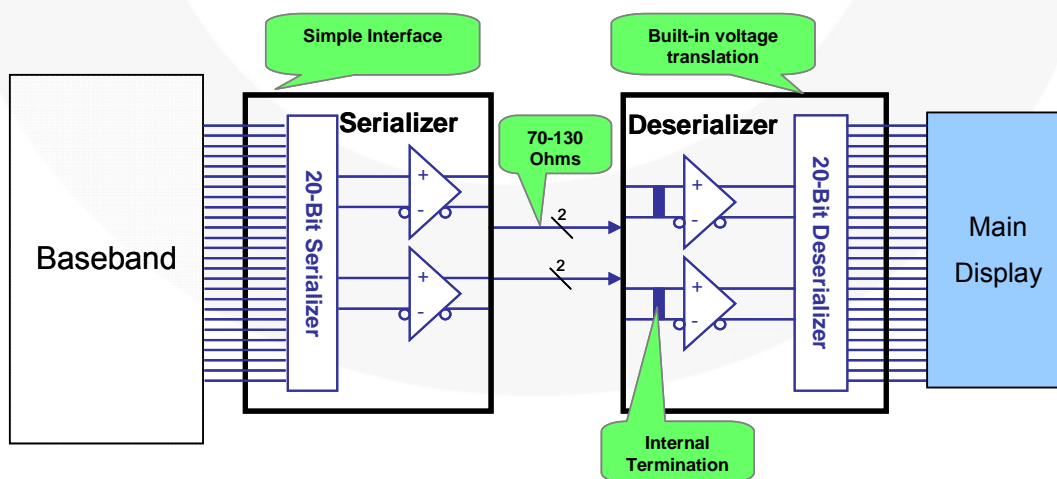 Simple Interface
Built-in voltage
translation
Serializer
70-130
Ohms
Deserializer
Baseband
20-Bit Serializer
+
-
+
-
2
2
+
-
+
-
20-Bit Deserializer
Main
Display
Internal
Termination